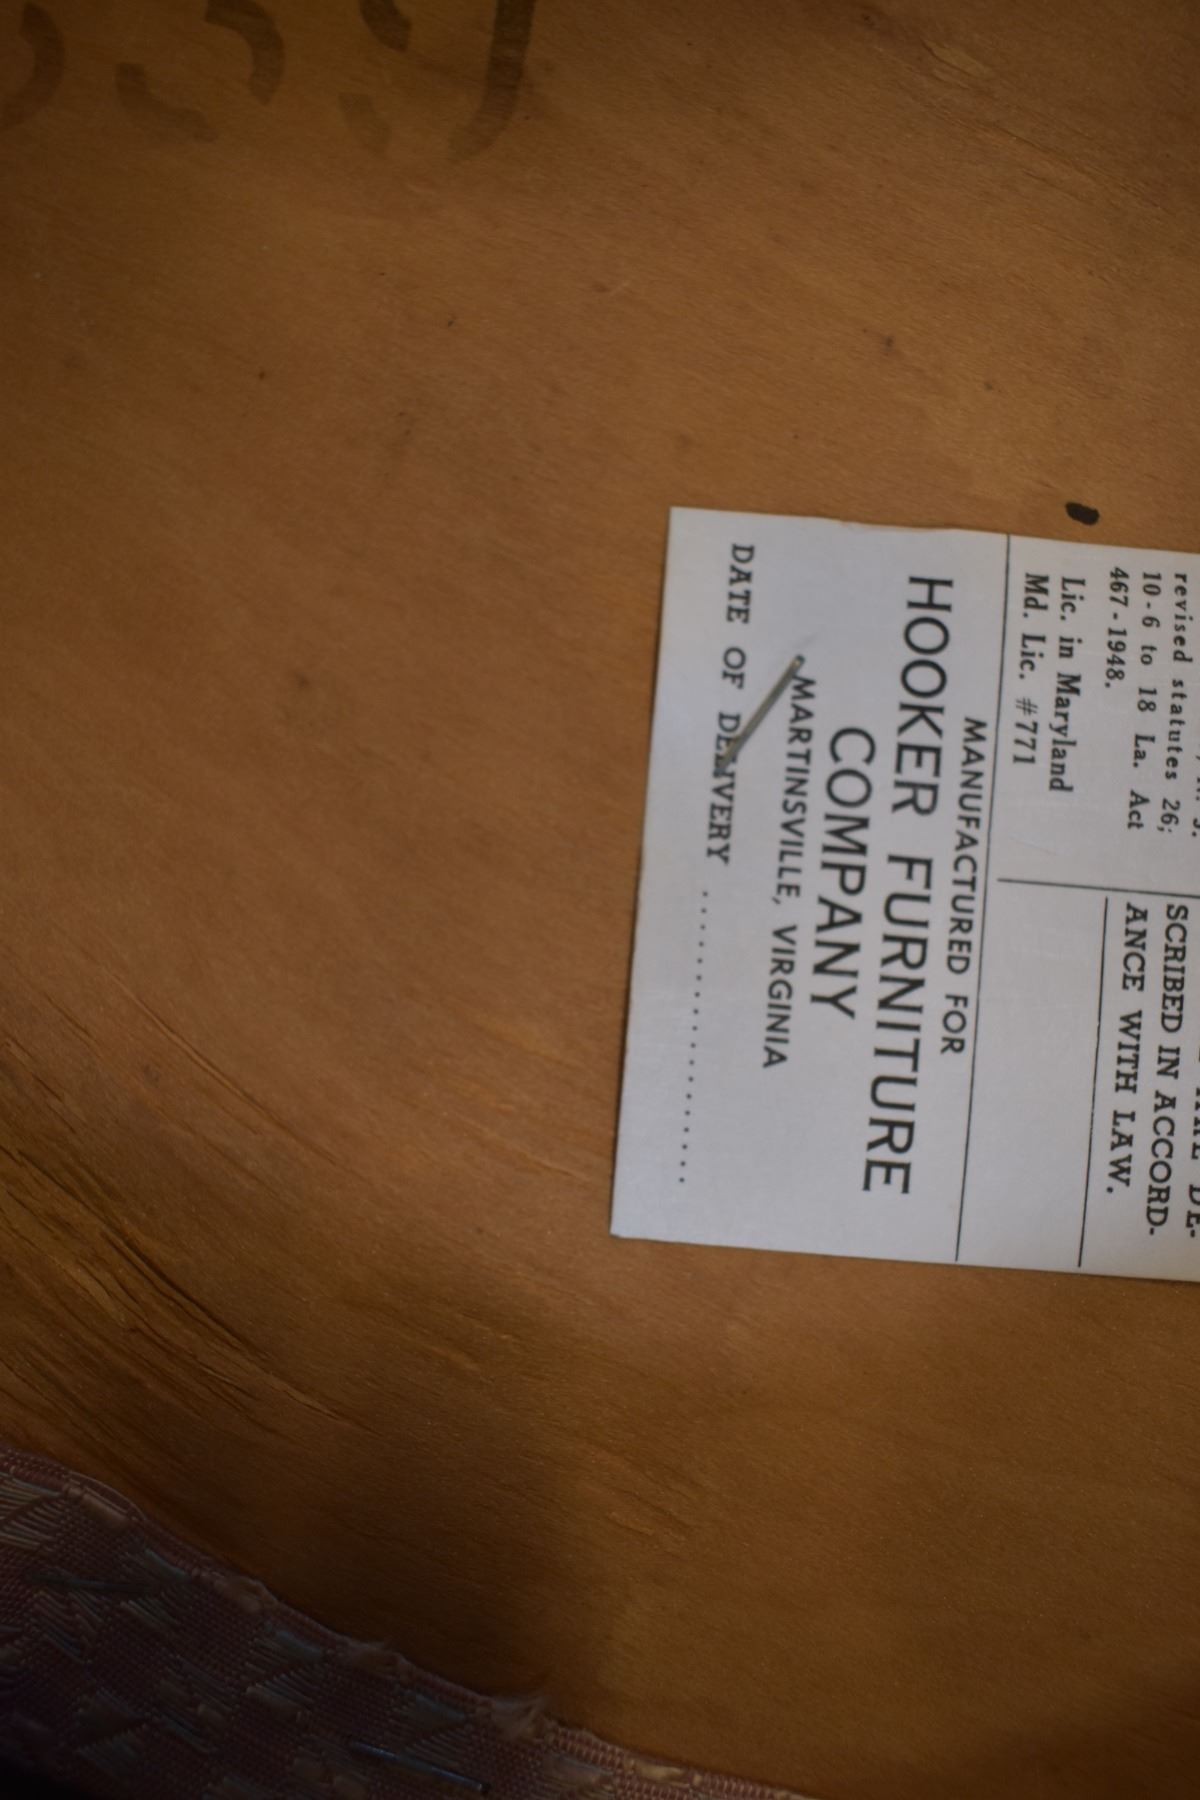 revised statutes 26;
10-6 to 18 La. Act
467-1948.
Lic. in Maryland
Md. Lic. #771
SCRIBED IN ACCORD-
ANCE WITH LAW.
MANUFACTURED FOR
HOOKER FURNITURE
COMPANY
MARTINSVILLE, VIRGINIA
DATE OF DELIVERY ....................